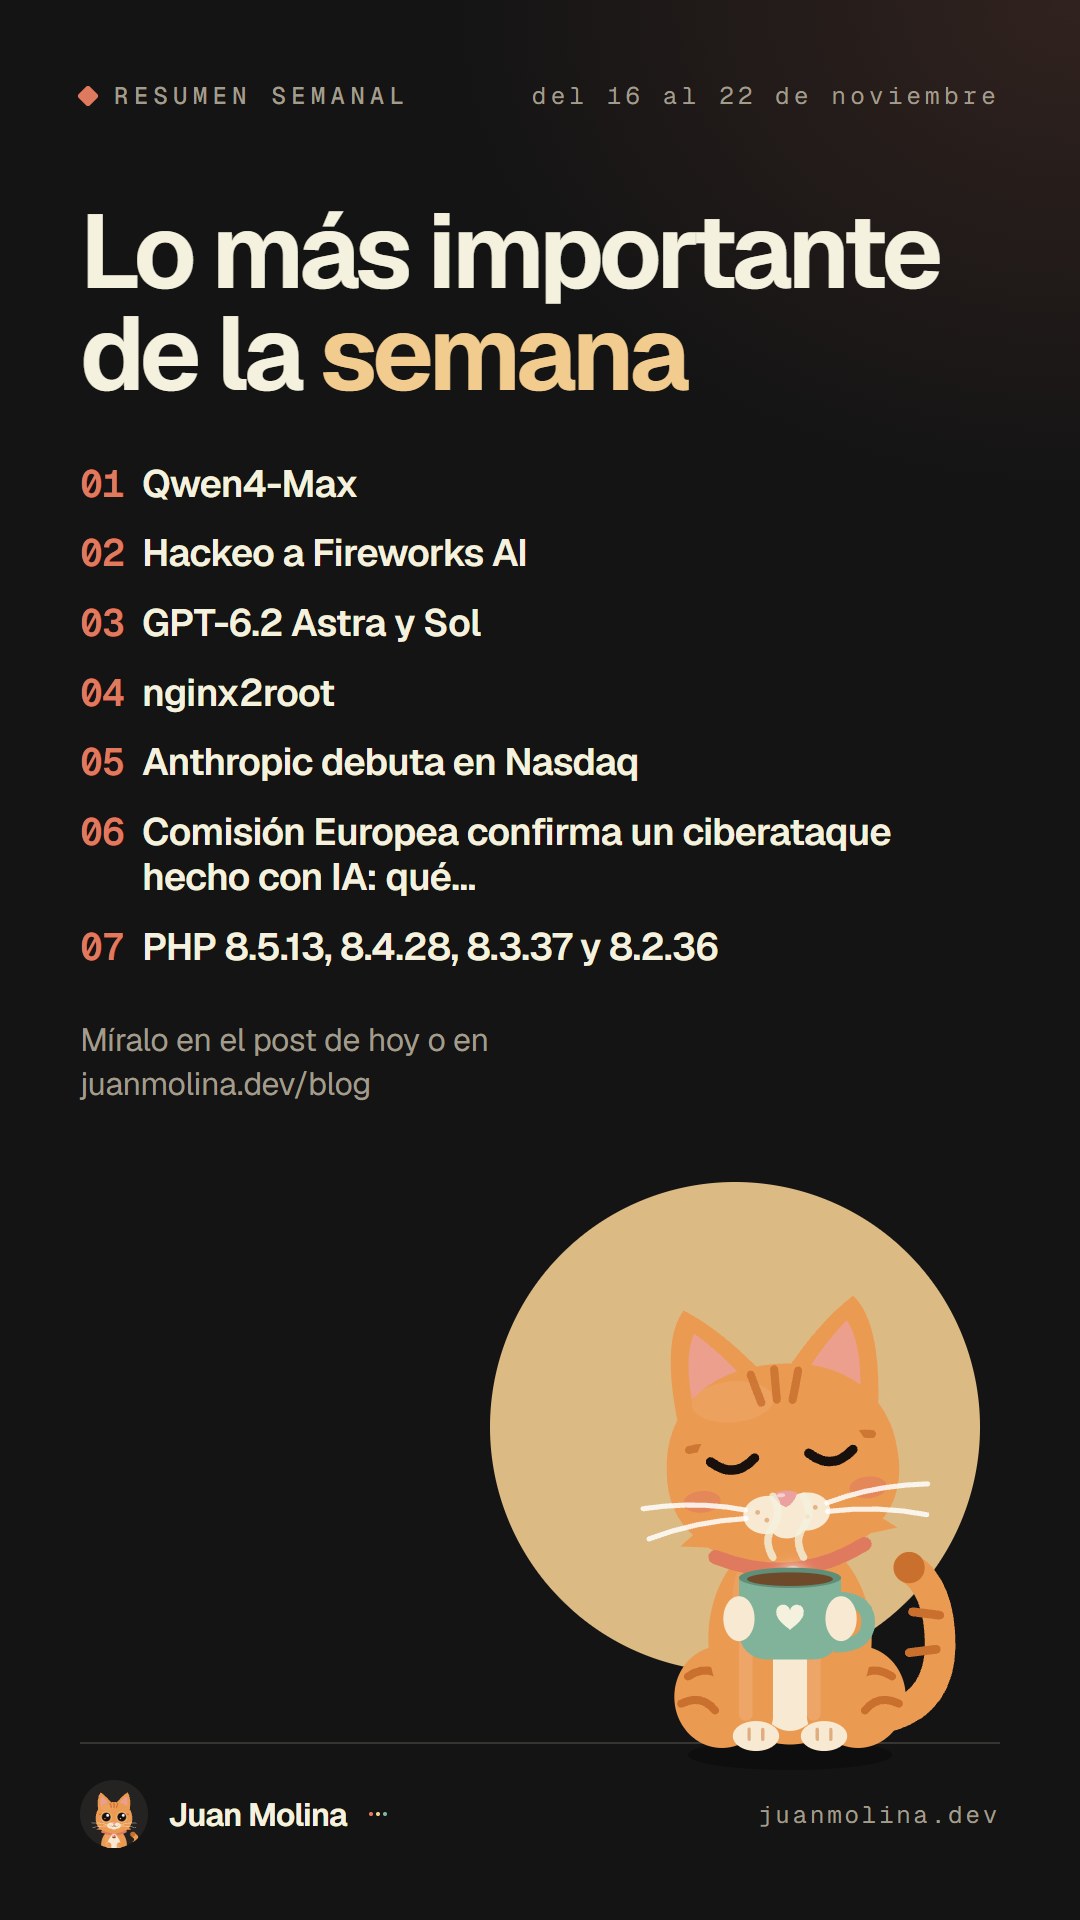 RESUMEN SEMANAL
del 16 al 22 de noviembre
Lo más importante
de la semana
01 Qwen4-Max
02 Hackeo a Fireworks AI
03 GPT-6.2 Astra y Sol
04 nginx2root
05 Anthropic debuta en Nasdaq
06 Comisión Europea confirma un ciberataque
hecho con IA: qué...
07 PHP 8.5.13, 8.4.28, 8.3.37 y 8.2.36
Míralo en el post de hoy o en
juanmolina.dev/blog
Juan Molina
juanmolina.dev